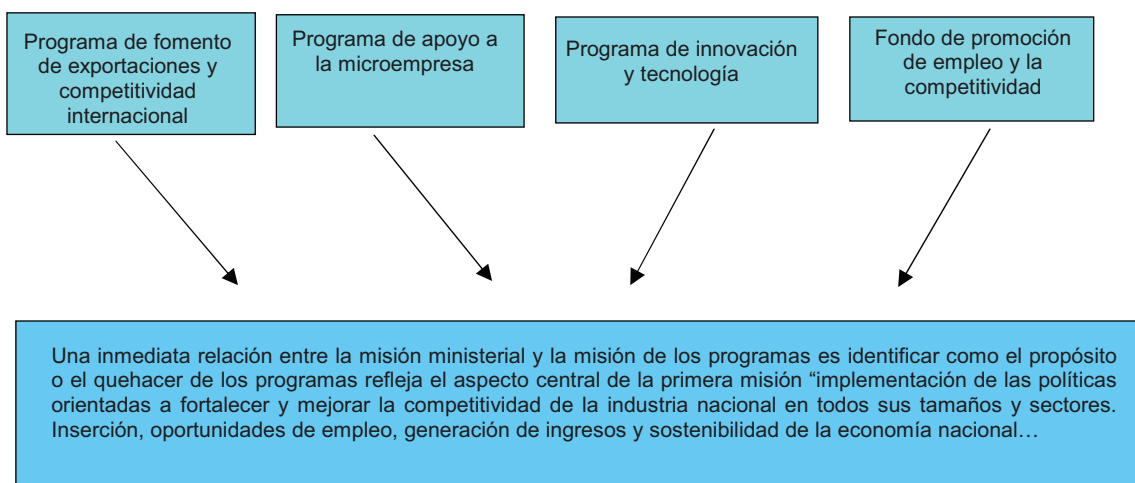 Programa de fomento
de exportaciones y
competitividad
internacional
Programa de apoyo a
la microempresa
Programa de innovación
y tecnología
Fondo de promoción
de empleo y la
competitividad
Una inmediata relación entre la misión ministerial y la misión de los programas es identificar como el propósito
o el quehacer de los programas refleja el aspecto central de la primera misión “implementación de las políticas
orientadas a fortalecer y mejorar la competitividad de la industria nacional en todos sus tamaños y sectores.
Inserción, oportunidades de empleo, generación de ingresos y sostenibilidad de la economía nacional…